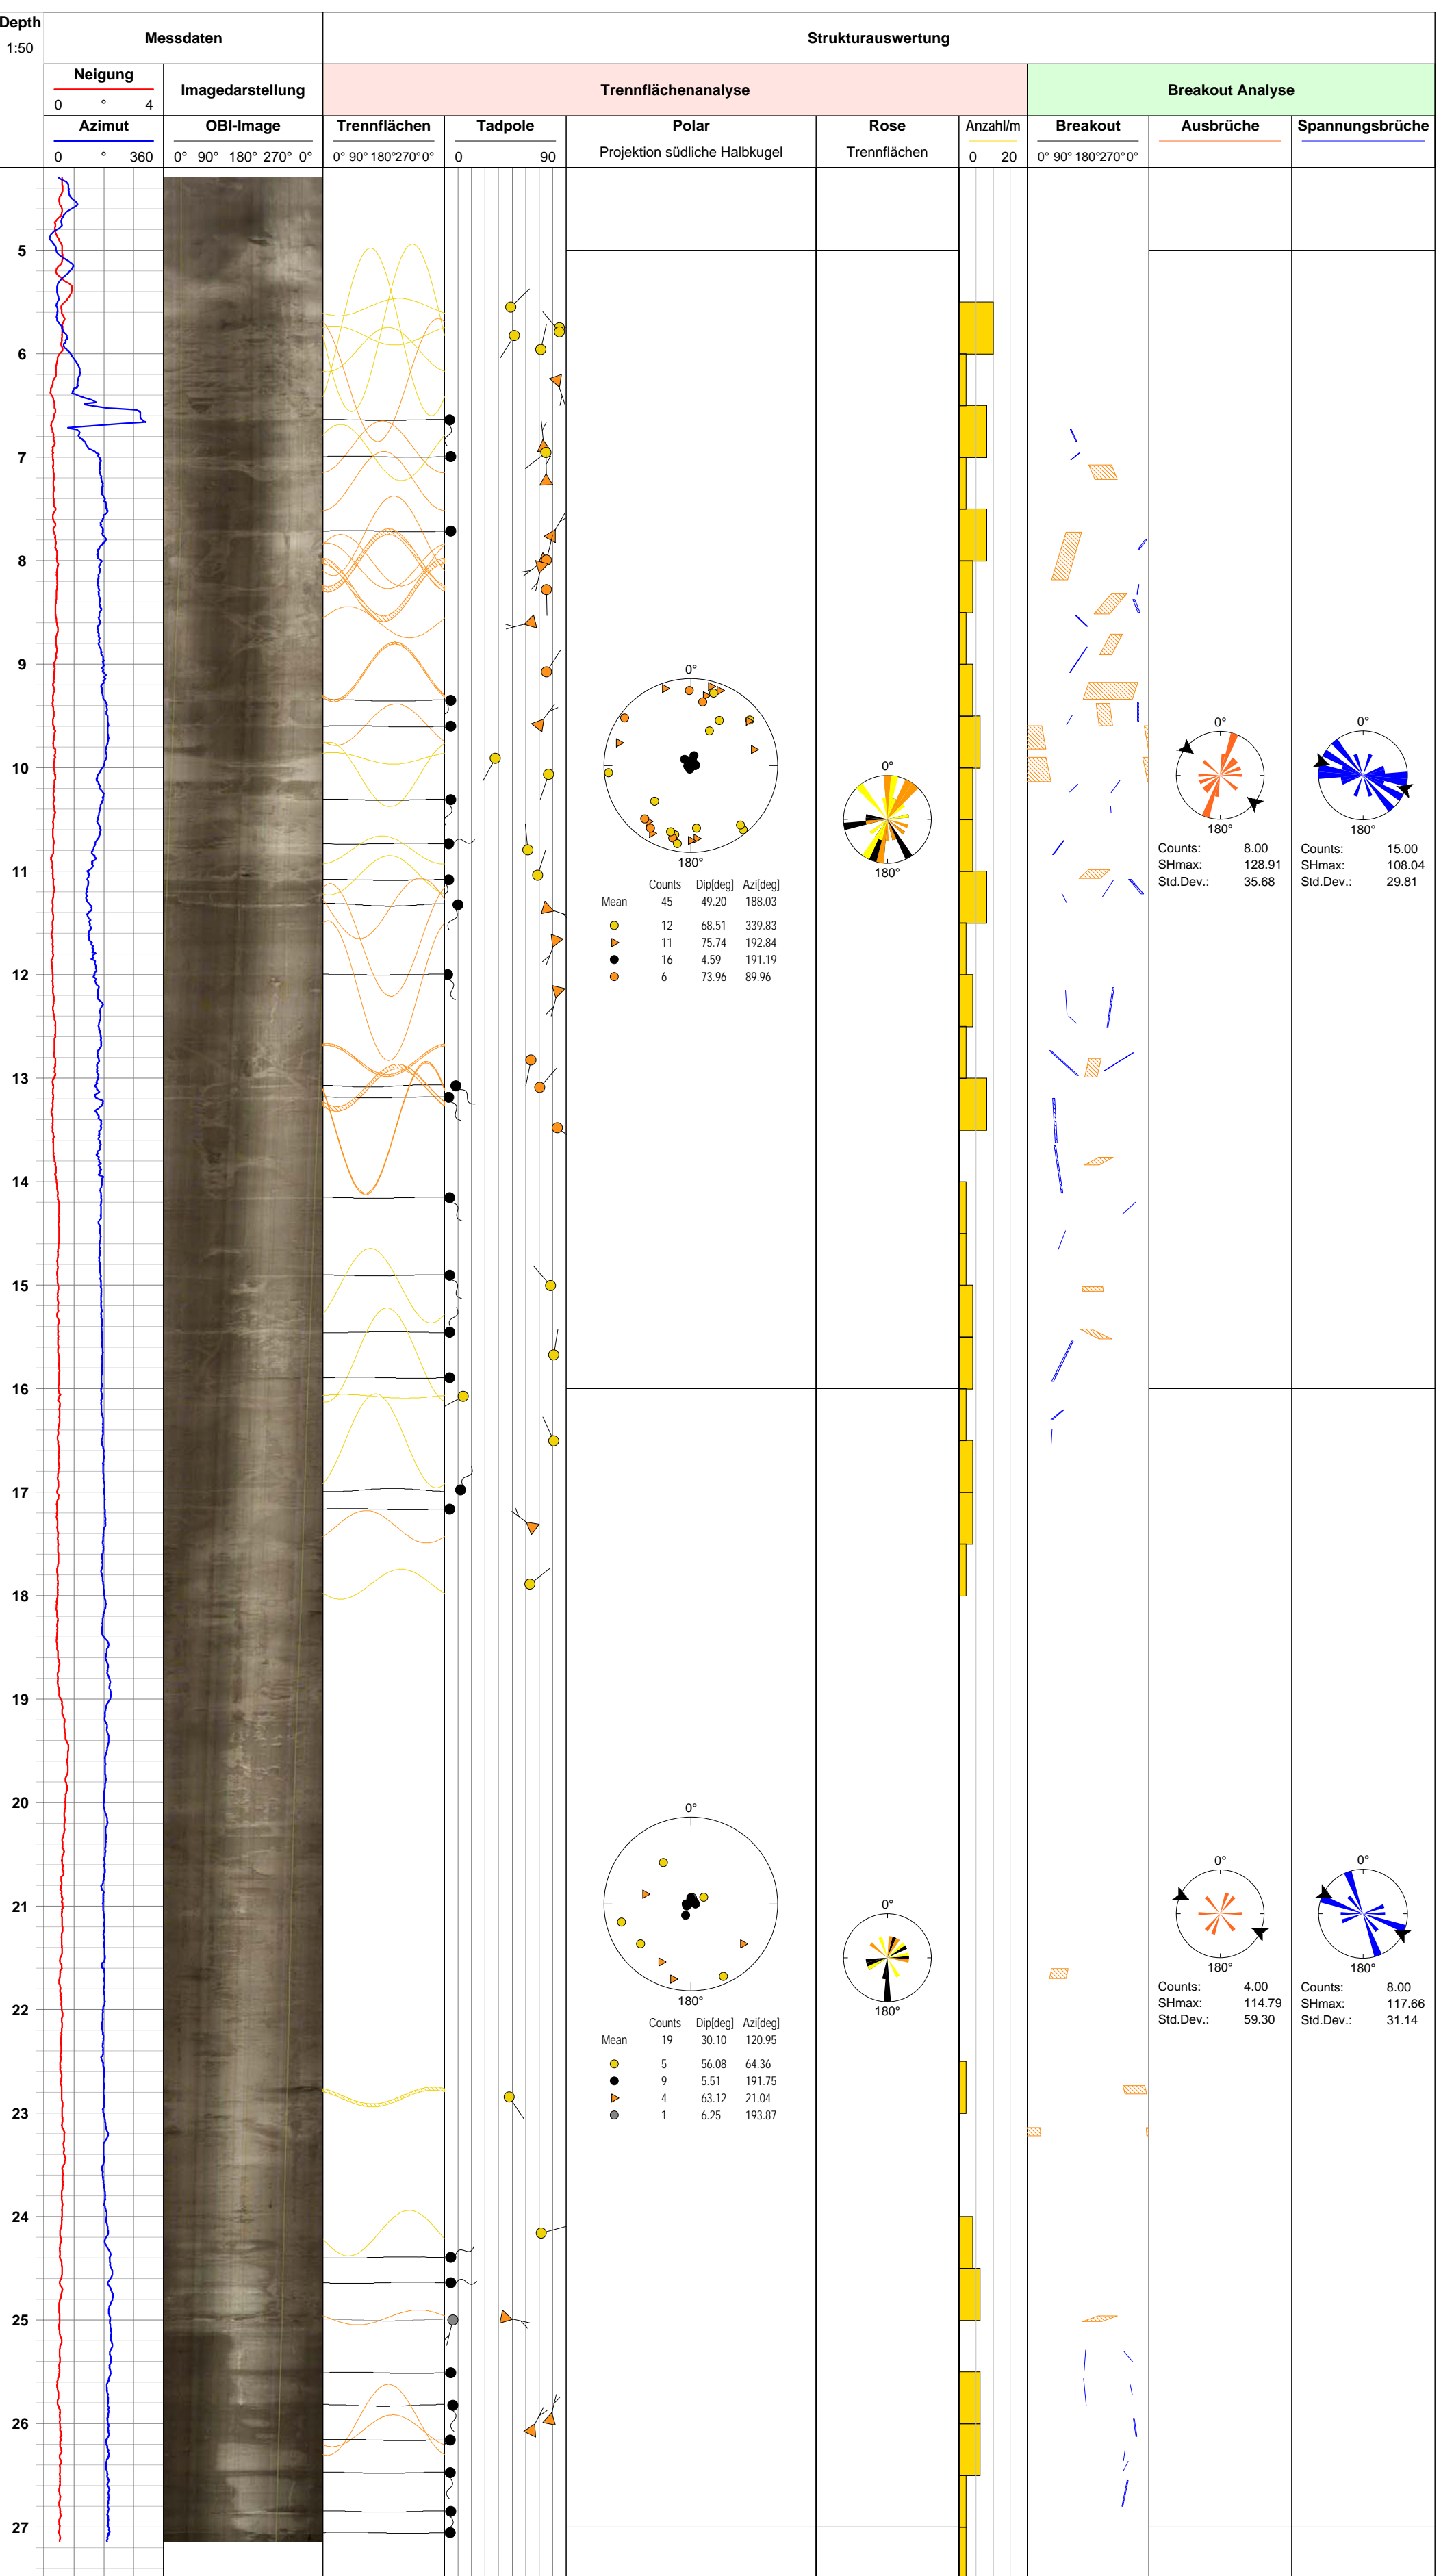 Depth
1:50
Messdaten
Strukturauswertung
Neigung
0 ° 4
Imagedarstellung
Trennflächenanalyse
Breakout Analyse
Azimut
0 ° 360
OBI-Image
0° 90° 180° 270° 0°
Trennflächen
0° 90° 180° 270° 0°
Tadpole
0 90
Polar
Projektion südliche Halbkugel
Rose
Trennflächen
Anzahl/m
0 20
Breakout
0° 90° 180° 270° 0°
Ausbrüche
Spannungsbrüche
5
6
7
8
9
0°
180°
Counts Dip[deg] Azi[deg]
Mean 45 49.20 188.03
12 68.51 339.83
11 75.74 192.84
16 4.59 191.19
6 73.96 89.96
0°
180°
0°
180°
Counts: 8.00
SHmax: 128.91
Std.Dev.: 35.68
0°
180°
Counts: 15.00
SHmax: 108.04
Std.Dev.: 29.81
10
11
12
13
14
15
16
17
18
19
20
21
0°
180°
Counts Dip[deg] Azi[deg]
Mean 19 30.10 120.95
5 56.08 64.36
9 5.51 191.75
4 63.12 21.04
1 6.25 193.87
0°
180°
0°
180°
Counts: 4.00
SHmax: 114.79
Std.Dev.: 59.30
0°
180°
Counts: 8.00
SHmax: 117.66
Std.Dev.: 31.14
22
23
24
25
26
27